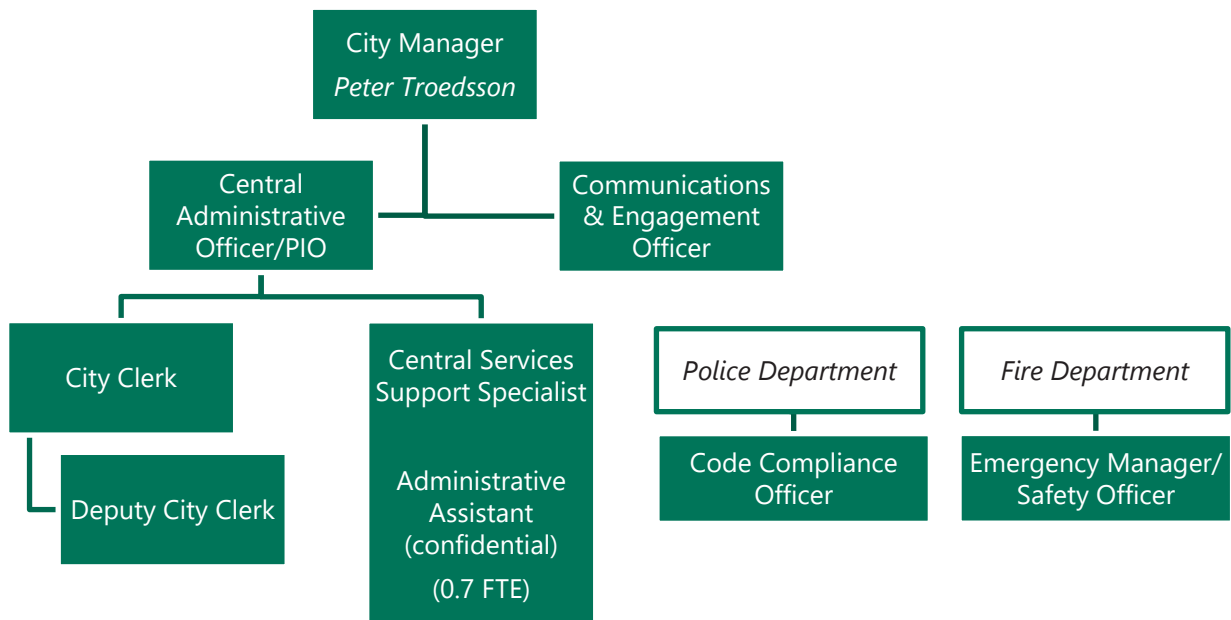 City Manager
Peter Troedsson
Central
Administrative
Officer/PIO
Communications
& Engagement
Officer
City Clerk
Deputy City Clerk
Central Services
Support Specialist
Administrative
Assistant
(confidential)
(0.7 FTE)
Police Department
Code Compliance
Officer
Fire Department
Emergency Manager/
Safety Officer